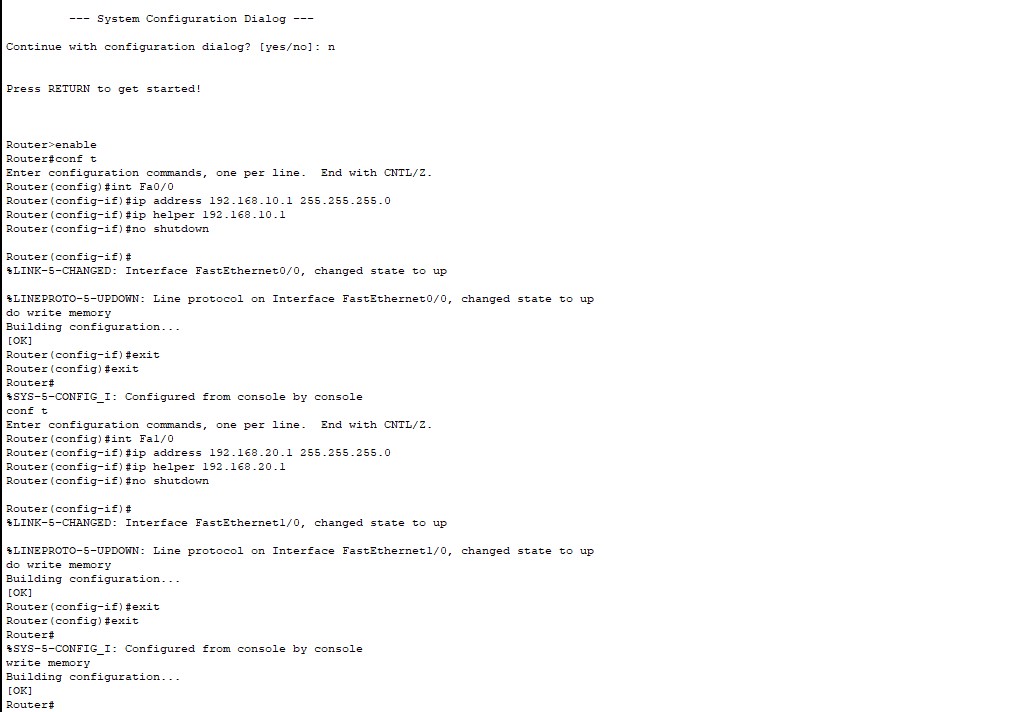 --- System Configuration Dialog ---
Continue with configuration dialog? [yes/no]: n
Press RETURN to get started!
Router>enable
Router#conf t
Enter configuration commands, one per line.  End with CNTL/Z.
Router(config)#int Fa0/0
Router(config-if)#ip address 192.168.10.1 255.255.255.0
Router(config-if)#ip helper 192.168.10.1
Router(config-if)#no shutdown
Router(config-if)#
%LINK-5-CHANGED: Interface FastEthernet0/0, changed state to up
%LINEPROTO-5-UPDOWN: Line protocol on Interface FastEthernet0/0, changed state to up
do write memory
Building configuration...
[OK]
Router(config-if)#exit
Router(config)#exit
Router#
%SYS-5-CONFIG_I: Configured from console by console
conf t
Enter configuration commands, one per line.  End with CNTL/Z.
Router(config)#int Fa1/0
Router(config-if)#ip address 192.168.20.1 255.255.255.0
Router(config-if)#ip helper 192.168.20.1
Router(config-if)#no shutdown
Router(config-if)#
%LINK-5-CHANGED: Interface FastEthernet1/0, changed state to up
%LINEPROTO-5-UPDOWN: Line protocol on Interface FastEthernet1/0, changed state to up
do write memory
Building configuration...
[OK]
Router(config-if)#exit
Router(config)#exit
Router#
%SYS-5-CONFIG_I: Configured from console by console
write memory
Building configuration...
[OK]
Router#